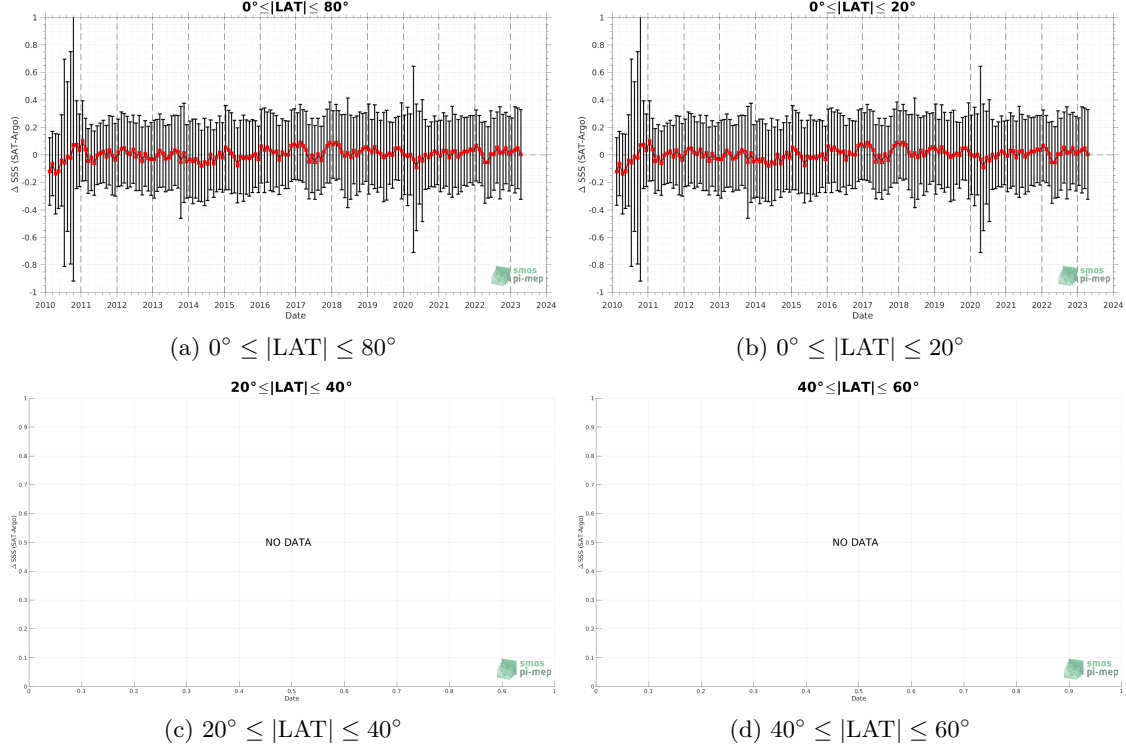 0°≤|LAT|≤ 80°
1
0.8
0.6
0.4
0.2
0
-0.2
-0.4
-0.6
-0.8
-1
Δ SSS (SAT-Argo)
2010 2011 2012 2013 2014 2015 2016 2017 2018 2019 2020 2021 2022 2023 2024
Date
smos
pi-mep
(a) 0° ≤ |LAT| ≤ 80°
0°≤|LAT|≤ 20°
1
0.8
0.6
0.4
0.2
0
-0.2
-0.4
-0.6
-0.8
-1
Δ SSS (SAT-Argo)
2010 2011 2012 2013 2014 2015 2016 2017 2018 2019 2020 2021 2022 2023 2024
Date
smos
pi-mep
(b) 0° ≤ |LAT| ≤ 20°
20°≤|LAT|≤ 40°
1
0.9
0.8
0.7
0.6
0.5
0.4
0.3
0.2
0.1
0
Δ SSS (SAT-Argo)
NO DATA
0 0.1 0.2 0.3 0.4 0.5 0.6 0.7 0.8 0.9 1
Date
smos
pi-mep
(c) 20° ≤ |LAT| ≤ 40°
40°≤|LAT|≤ 60°
1
0.9
0.8
0.7
0.6
0.5
0.4
0.3
0.2
0.1
0
Δ SSS (SAT-Argo)
NO DATA
0 0.1 0.2 0.3 0.4 0.5 0.6 0.7 0.8 0.9 1
Date
smos
pi-mep
(d) 40° ≤ |LAT| ≤ 60°